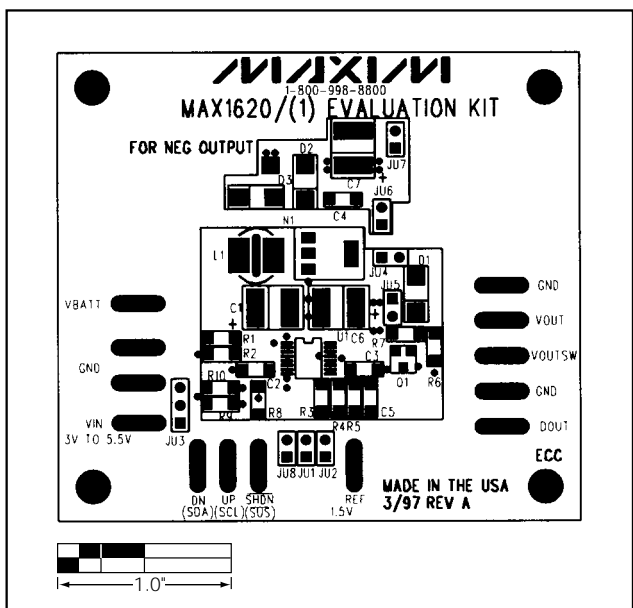 MAXIM
1-800-998-8800
MAX1620/(1) EVALUATION KIT
FOR NEG OUTPUT
D2
JU7
D3
C7
+
JU6
C4
N1
L1
JU4
D1
JU5
GND
VBATT
C1
+
U1
C6
+
VOUT
R1
R7
R2
C3
VOUTSW
GND
R10
C2
Q1
R6
GND
R9
R8
R3
R4
R5
C5
VIN
3V TO 5.5V
JU3
DOUT
JU8
JU1
JU2
ECC
DN
(SDA)
UP
(SCL)
SHDN
(SUS)
REF
1.5V
MADE IN THE USA
3/97 REV A
1.0"